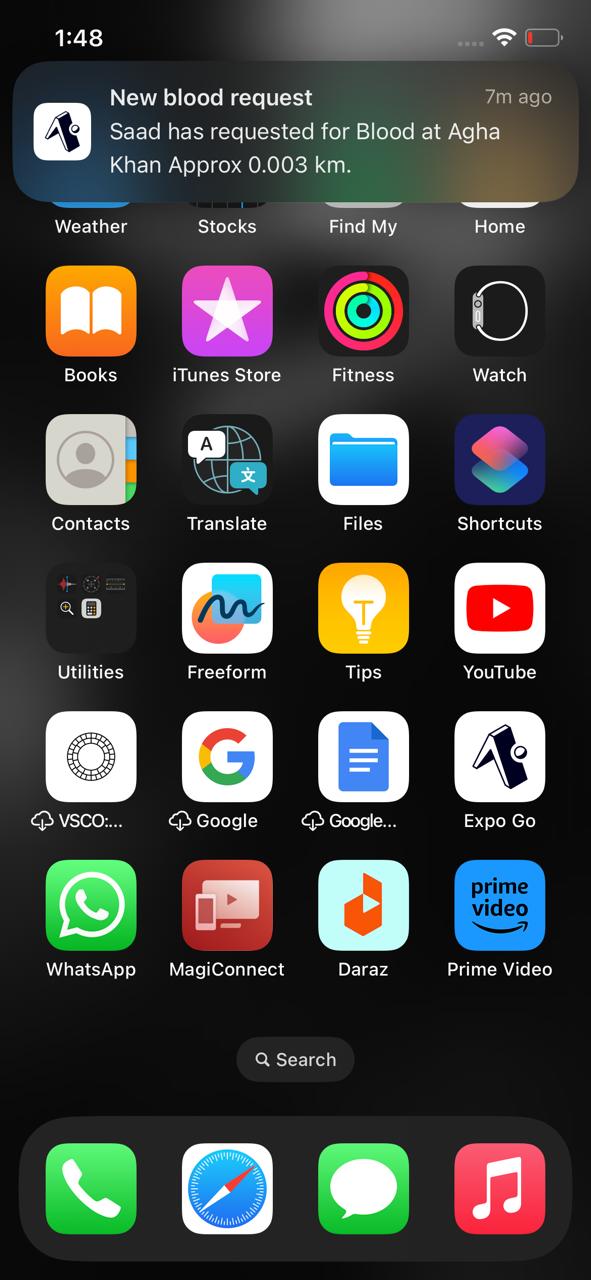 1:48
New blood request
7m ago
Saad has requested for Blood at Agha
Khan Approx 0.003 km.
Weather
Stocks
Find My
Home
Books
iTunes Store
Fitness
Watch
A
文
Contacts
Translate
Files
Shortcuts
Utilities
Freeform
Tips
YouTube
G
VSCO:...
Google
Google...
Expo Go
prime
video
WhatsApp
MagiConnect
Daraz
Prime Video
Search